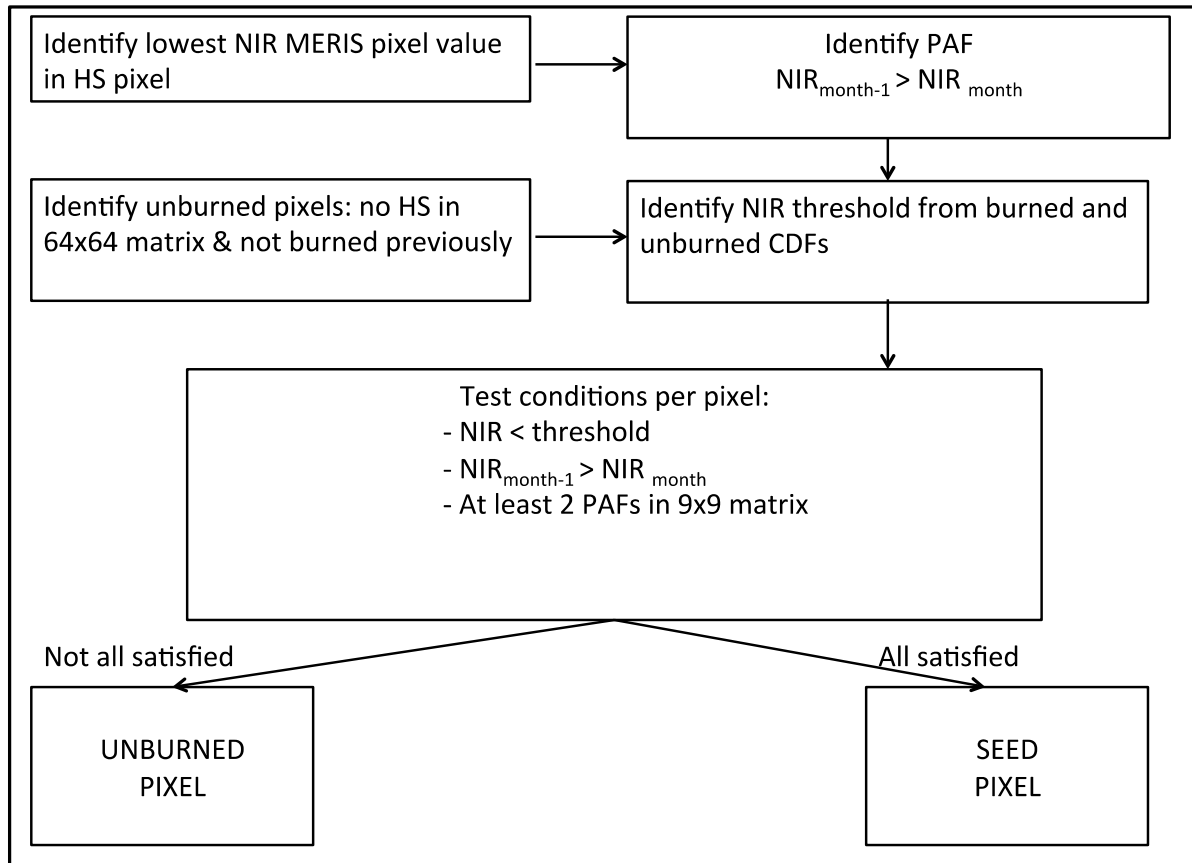 Identify lowest NIR MERIS pixel value
in HS pixel
Identify PAF
NIRmonth-1 > NIR month
Identify unburned pixels: no HS in
64x64 matrix & not burned previously
Identify NIR threshold from burned and
unburned CDFs
Test conditions per pixel:
- NIR < threshold
- NIRmonth-1 > NIR month
- At least 2 PAFs in 9x9 matrix
Not all satisfied
All satisfied
UNBURNED
PIXEL
SEED
PIXEL